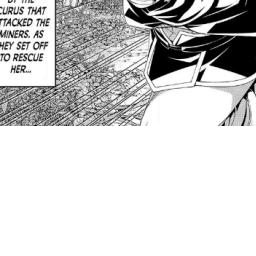 BY THE
CURUS THAT
ATTACKED THE
MINERS. AS
THEY SET OFF
TO RESCUE
HER...